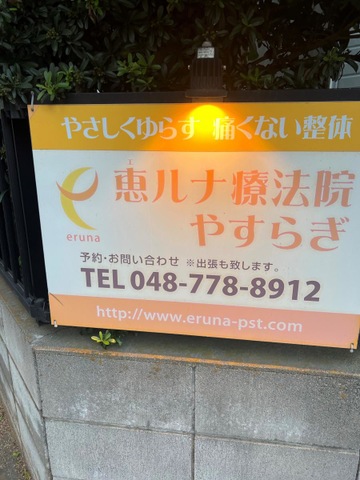 やさしくゆらす 痛くない整体
え
恵ルナ療法院
やすらぎ
eruna
予約・お問い合わせ ※出張も致します。
TEL 048-778-8912
http://www.eruna-pst.com